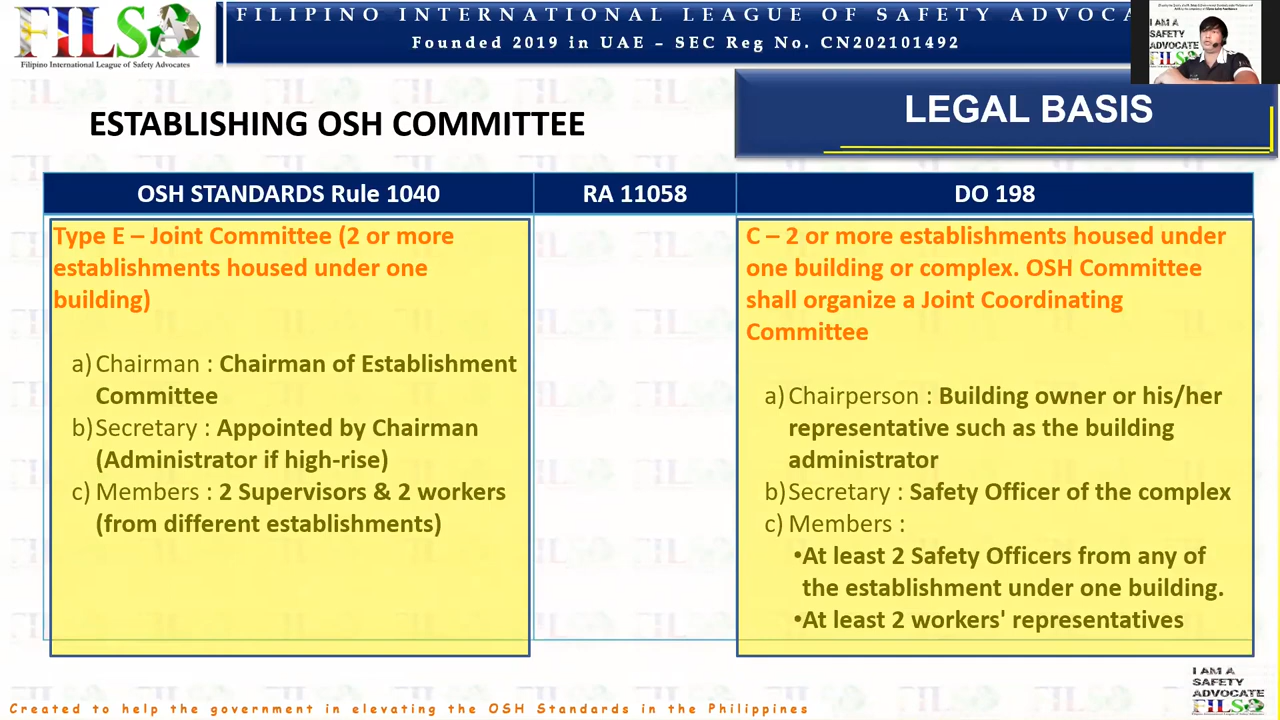 FILSA
Filipino International League of Safety Advocates
FILIPINO INTERNATIONAL LEAGUE OF SAFETY
Founded 2019 in UAE – SEC Reg No. CN202101492
I AM A
SAFETY
ADVOCATE
ESTABLISHING OSH COMMITTEE
LEGAL BASIS
OSH STANDARDS Rule 1040
RA 11058
DO 198
Type E – Joint Committee (2 or more
establishments housed under one
building)
a) Chairman : Chairman of Establishment
Committee
b) Secretary : Appointed by Chairman
(Administrator if high-rise)
c) Members : 2 Supervisors & 2 workers
(from different establishments)
C – 2 or more establishments housed under
one building or complex. OSH Committee
shall organize a Joint Coordinating
Committee
a) Chairperson : Building owner or his/her
representative such as the building
administrator
b) Secretary : Safety Officer of the complex
c) Members :
•At least 2 Safety Officers from any of
the establishment under one building.
•At least 2 workers' representatives
I AM A
SAFETY
ADVOCATE
FILSA
Created to help the government in elevating the OSH Standards in the Philippines